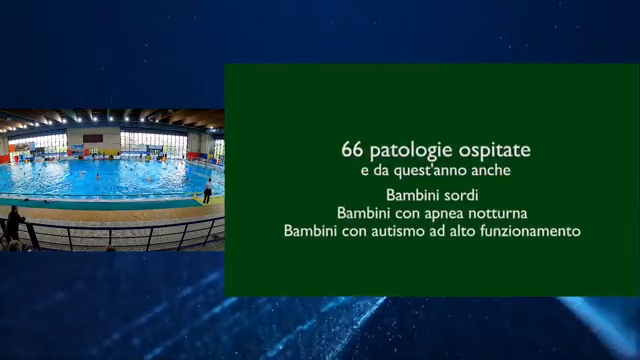 66 patologie ospitate
e da quest'anno anche
Bambini sordi
Bambini con apnea notturna
Bambini con autismo ad alto funzionamento